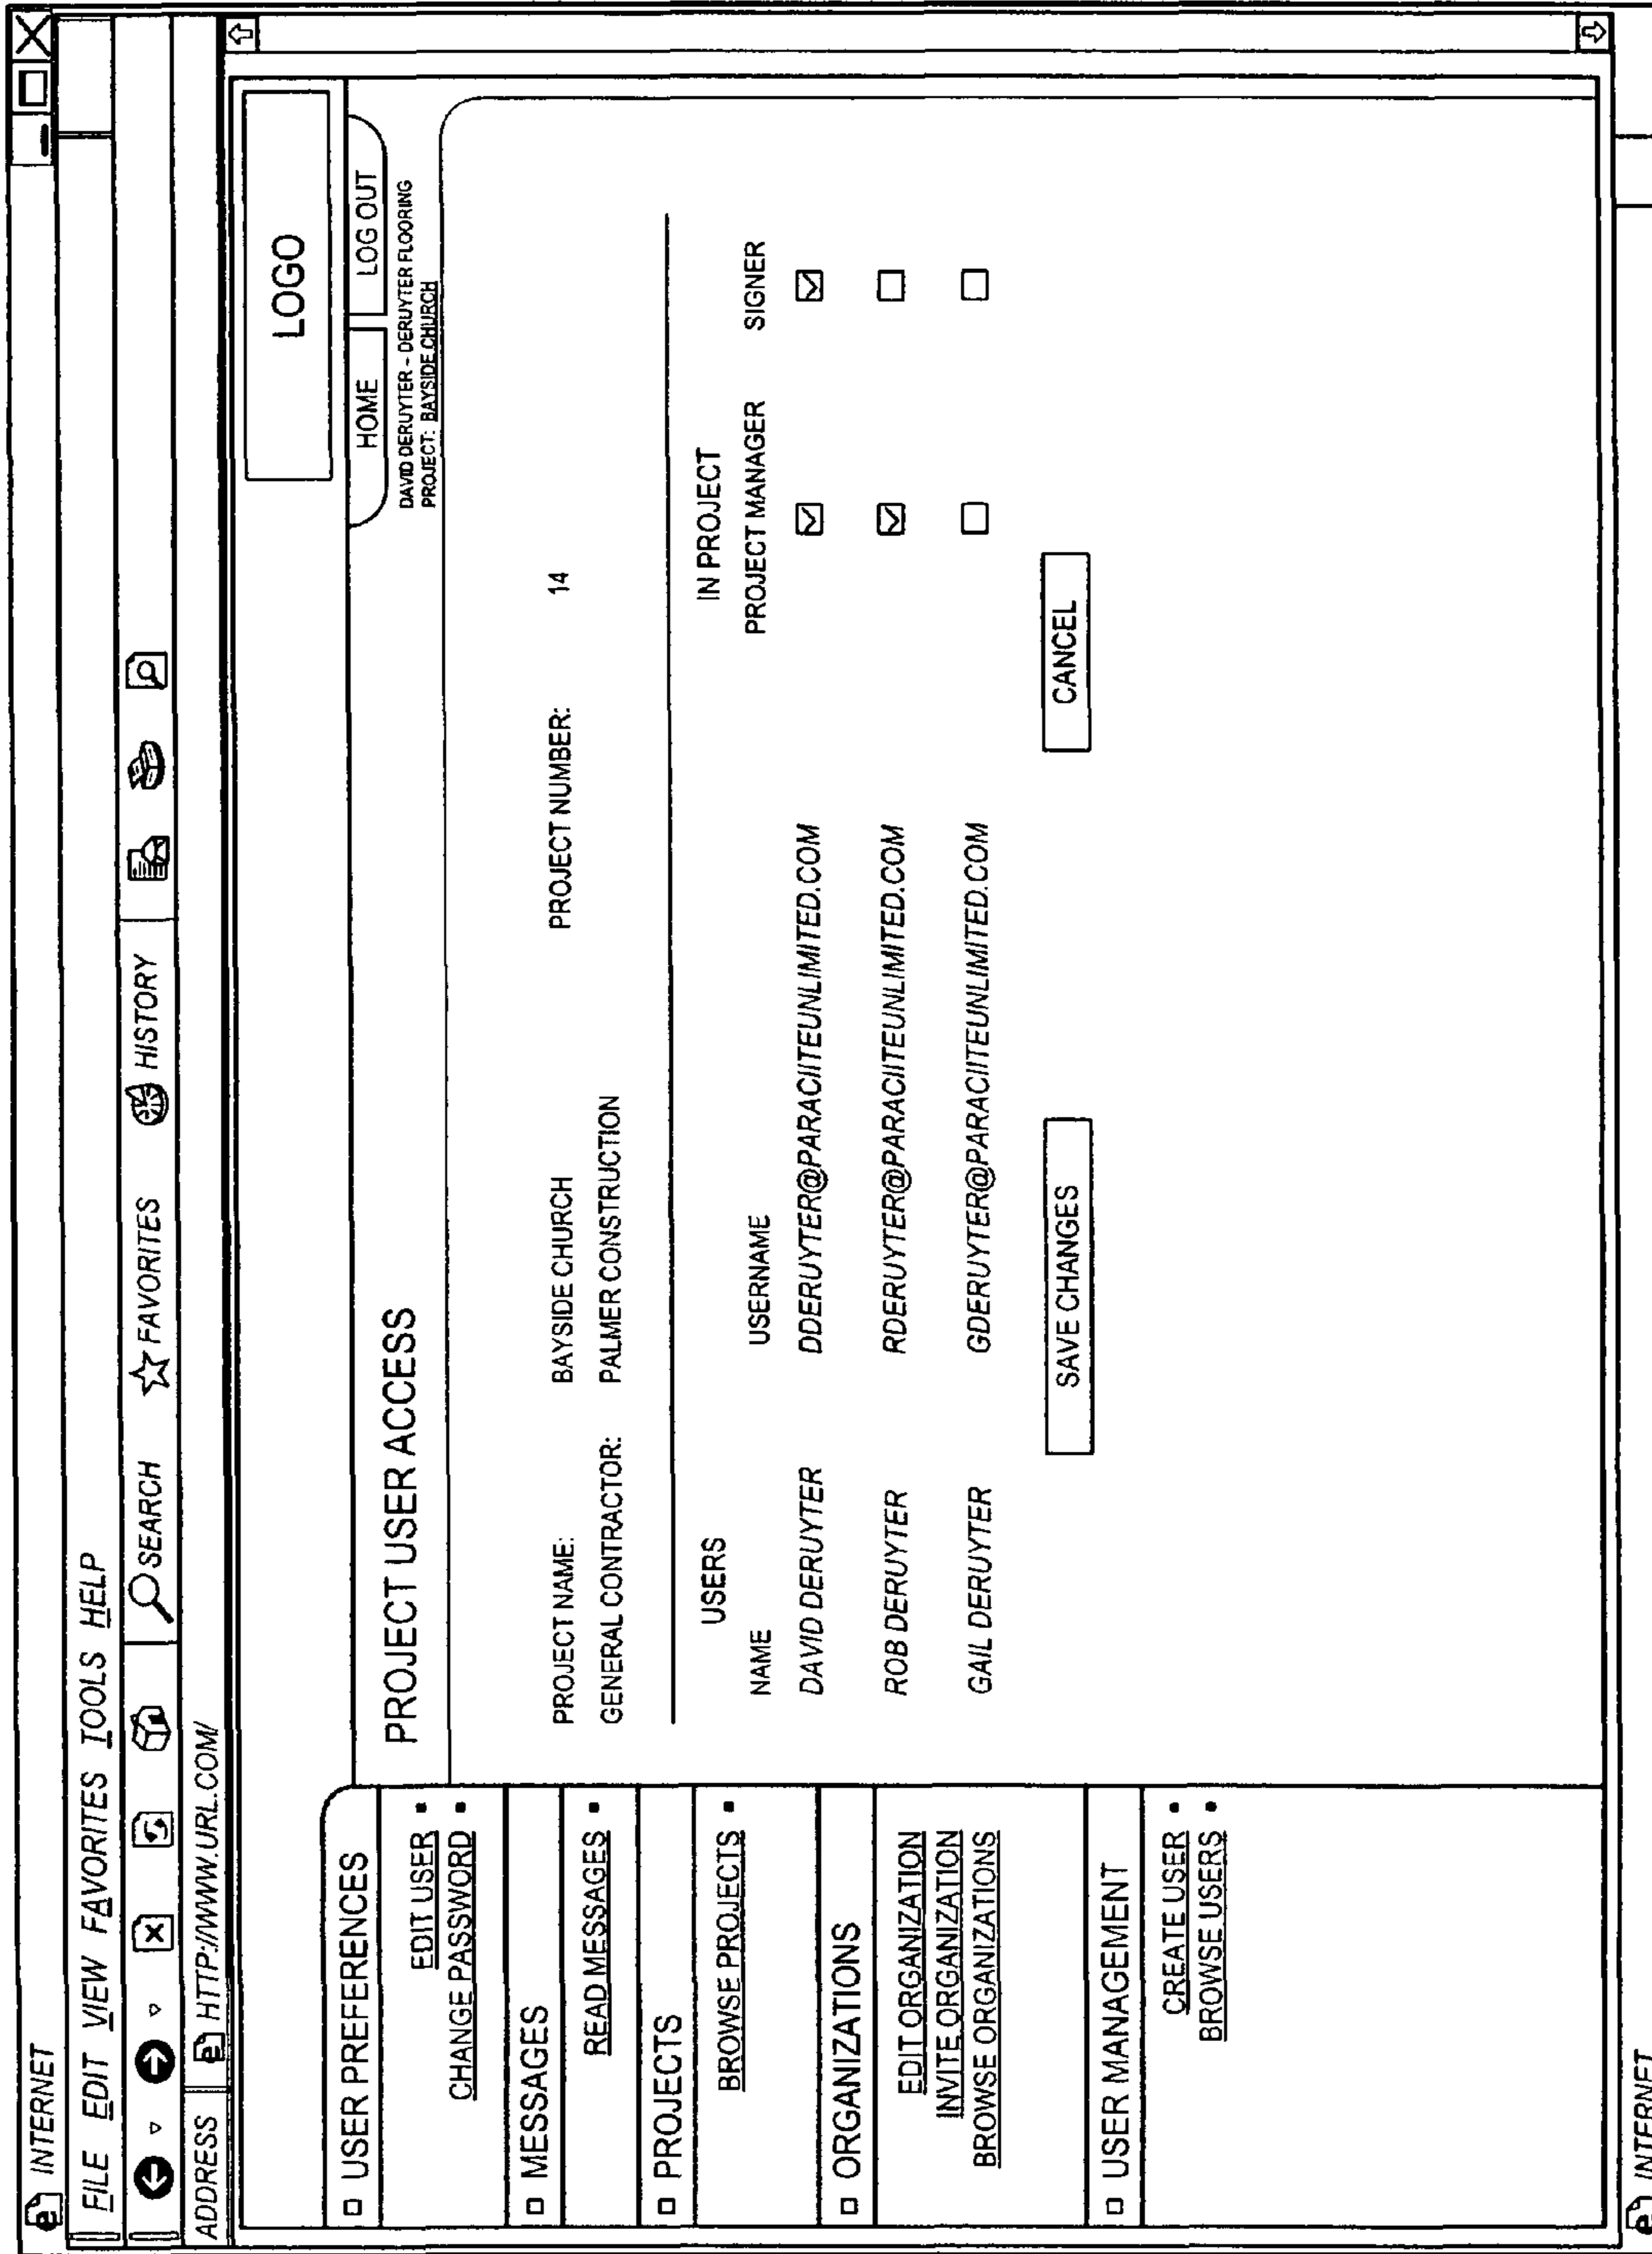 INTERNET
FILE EDIT VIEW FAVORITES TOOLS HELP
SEARCH FAVORITES HISTORY
ADDRESS HTTP://WWW.URL.COM/
LOGO
HOME LOG OUT
DAVID DERUYTER - DERUYTER FLOORING
PROJECT: BAYSIDE CHURCH
USER PREFERENCES
EDIT USER
CHANGE PASSWORD
MESSAGES
READ MESSAGES
PROJECTS
BROWSE PROJECTS
ORGANIZATIONS
EDIT ORGANIZATION
INVITE ORGANIZATION
BROWSE ORGANIZATIONS
USER MANAGEMENT
CREATE USER
BROWSE USERS
PROJECT USER ACCESS
PROJECT NAME: BAYSIDE CHURCH PROJECT NUMBER: 14
GENERAL CONTRACTOR: PALMER CONSTRUCTION
USERS IN PROJECT
NAME USERNAME PROJECT MANAGER SIGNER
DAVID DERUYTER DDERUYTER@PARACIITEUNLIMITED.COM
ROB DERUYTER RDERUYTER@PARACIITEUNLIMITED.COM
GAIL DERUYTER GDERUYTER@PARACIITEUNLIMITED.COM
SAVE CHANGES CANCEL
INTERNET